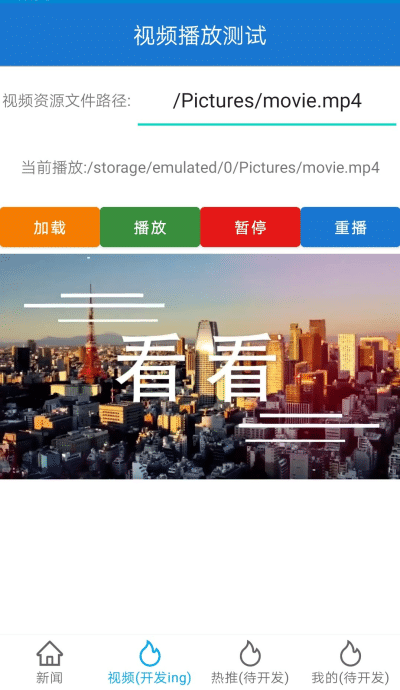 视频播放测试
视频资源文件路径: /Pictures/movie.mp4
当前播放:/storage/emulated/0/Pictures/movie.mp4
加载 播放 暂停 重播
看看
新闻 视频(开发ing) 热推(待开发) 我的(待开发)